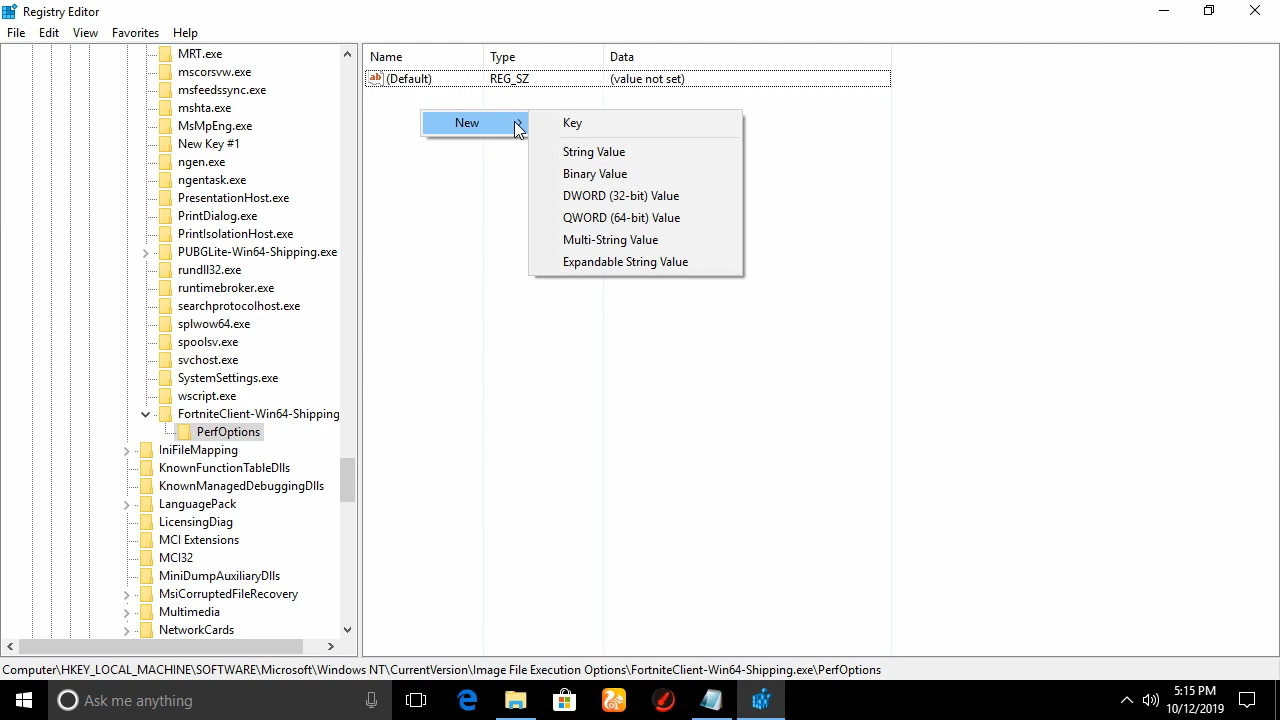 Registry Editor
File Edit View Favorites Help
MRT.exe
mscorsvw.exe
msfeedssync.exe
mshta.exe
MsMpEng.exe
New Key #1
ngen.exe
ngentask.exe
PresentationHost.exe
PrintDialog.exe
PrintIsolationHost.exe
PUBGLite-Win64-Shipping.exe
rundll32.exe
runtimebroker.exe
searchprotocolhost.exe
splwow64.exe
spoolsv.exe
svchost.exe
SystemSettings.exe
wscript.exe
FortniteClient-Win64-Shipping
PerfOptions
IniFileMapping
KnownFunctionTableDlls
KnownManagedDebuggingDlls
LanguagePack
LicensingDiag
MCI Extensions
MCI32
MiniDumpAuxiliaryDlls
MsiCorruptedFileRecovery
Multimedia
NetworkCards
Name Type Data
ab (Default) REG_SZ (value not set)
New
Key
String Value
Binary Value
DWORD (32-bit) Value
QWORD (64-bit) Value
Multi-String Value
Expandable String Value
Computer\HKEY_LOCAL_MACHINE\SOFTWARE\Microsoft\Windows NT\CurrentVersion\Image File Execution Options\FortniteClient-Win64-Shipping.exe\PerfOptions
Ask me anything
5:15 PM
10/12/2019